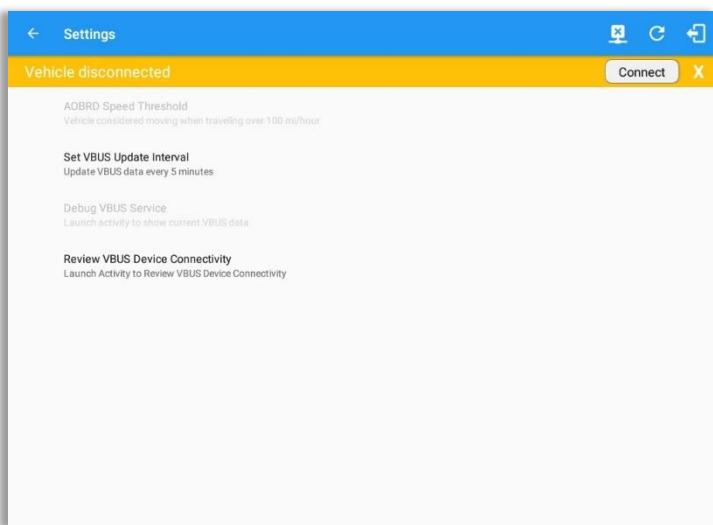 Settings
Vehicle disconnected
Connect
X
AOBRD Speed Threshold
Vehicle considered moving when traveling over 100 mi/hour
Set VBUS Update Interval
Update VBUS data every 5 minutes
Debug VBUS Service
Launch activity to show current VBUS data
Review VBUS Device Connectivity
Launch Activity to Review VBUS Device Connectivity